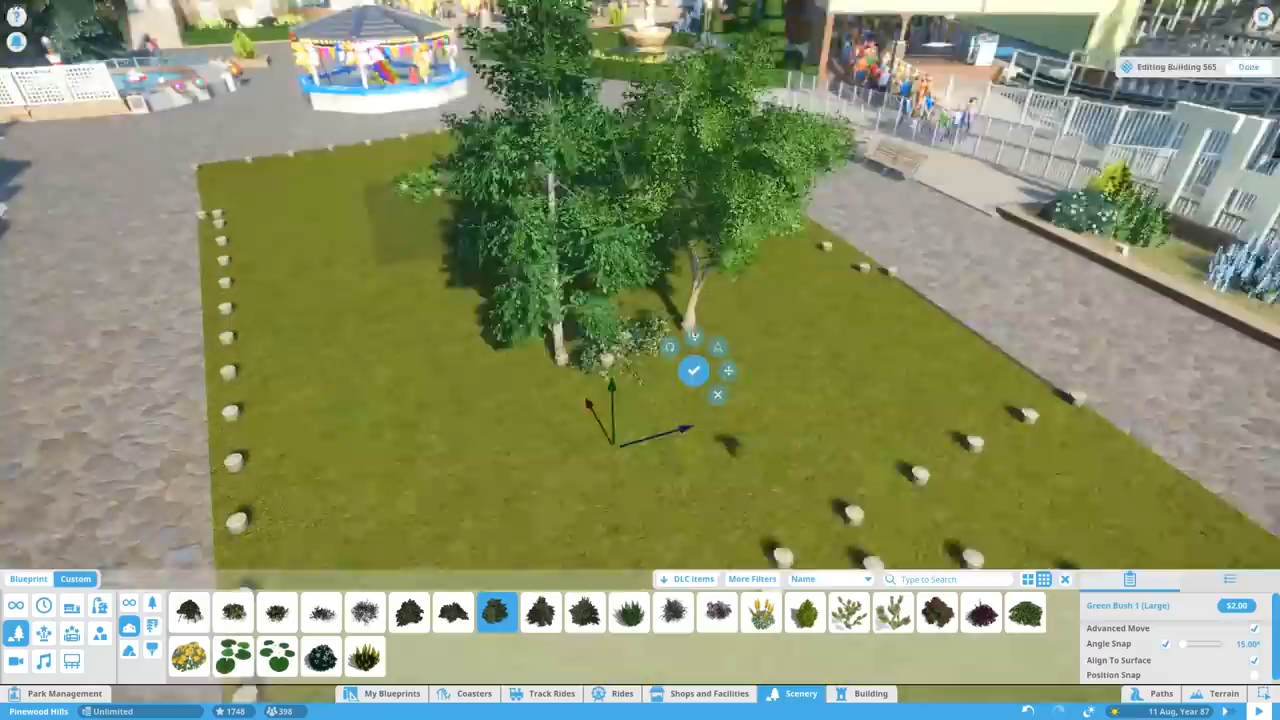 Editing Building 565
Done
Blueprint
Custom
DLC items
More Filters
Name
Type to Search
Green Bush 1 (Large)
$2.00
Advanced Move
Angle Snap
15.00°
Align To Surface
Position Snap
Park Management
My Blueprints
Coasters
Track Rides
Rides
Shops and Facilities
Scenery
Building
Paths
Terrain
Pinewood Hills
Unlimited
1748
398
11 Aug, Year 87